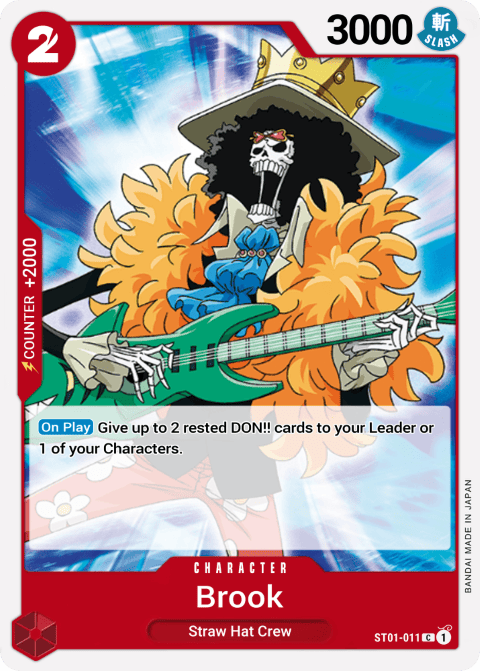 2
3000
斬
SLASH
COUNTER +2000
On Play Give up to 2 rested DON!! cards to your Leader or
1 of your Characters.
BANDAI MADE IN JAPAN
CHARACTER
Brook
Straw Hat Crew
ST01-011 C 1